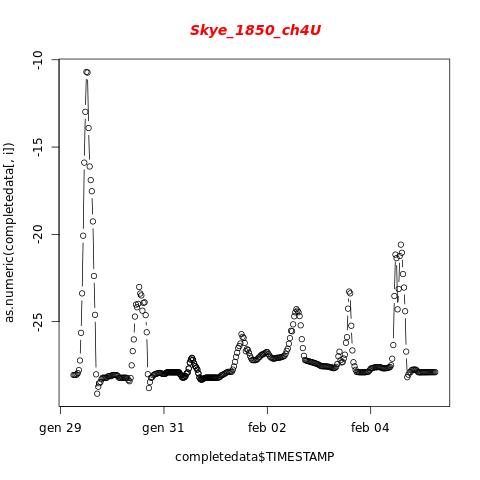 Skye_1850_ch4U
as.numeric(completedata[, i])
-10
-15
-20
-25
gen 29
gen 31
feb 02
feb 04
completedata$TIMESTAMP